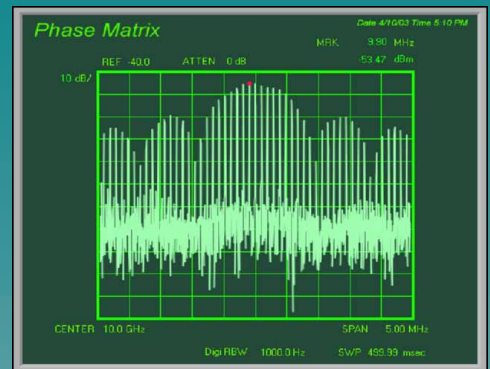 Phase Matrix
Date 4/10/03 Time 5:10 PM
MRK 9.90 MHz
REF -40.0 ATTEN 0 dB -53.47 dBm
10 dB/
CENTER 10.0 GHz SPAN 5.00 MHz
Digi RBW 1000.0 Hz SWP 499.99 msec